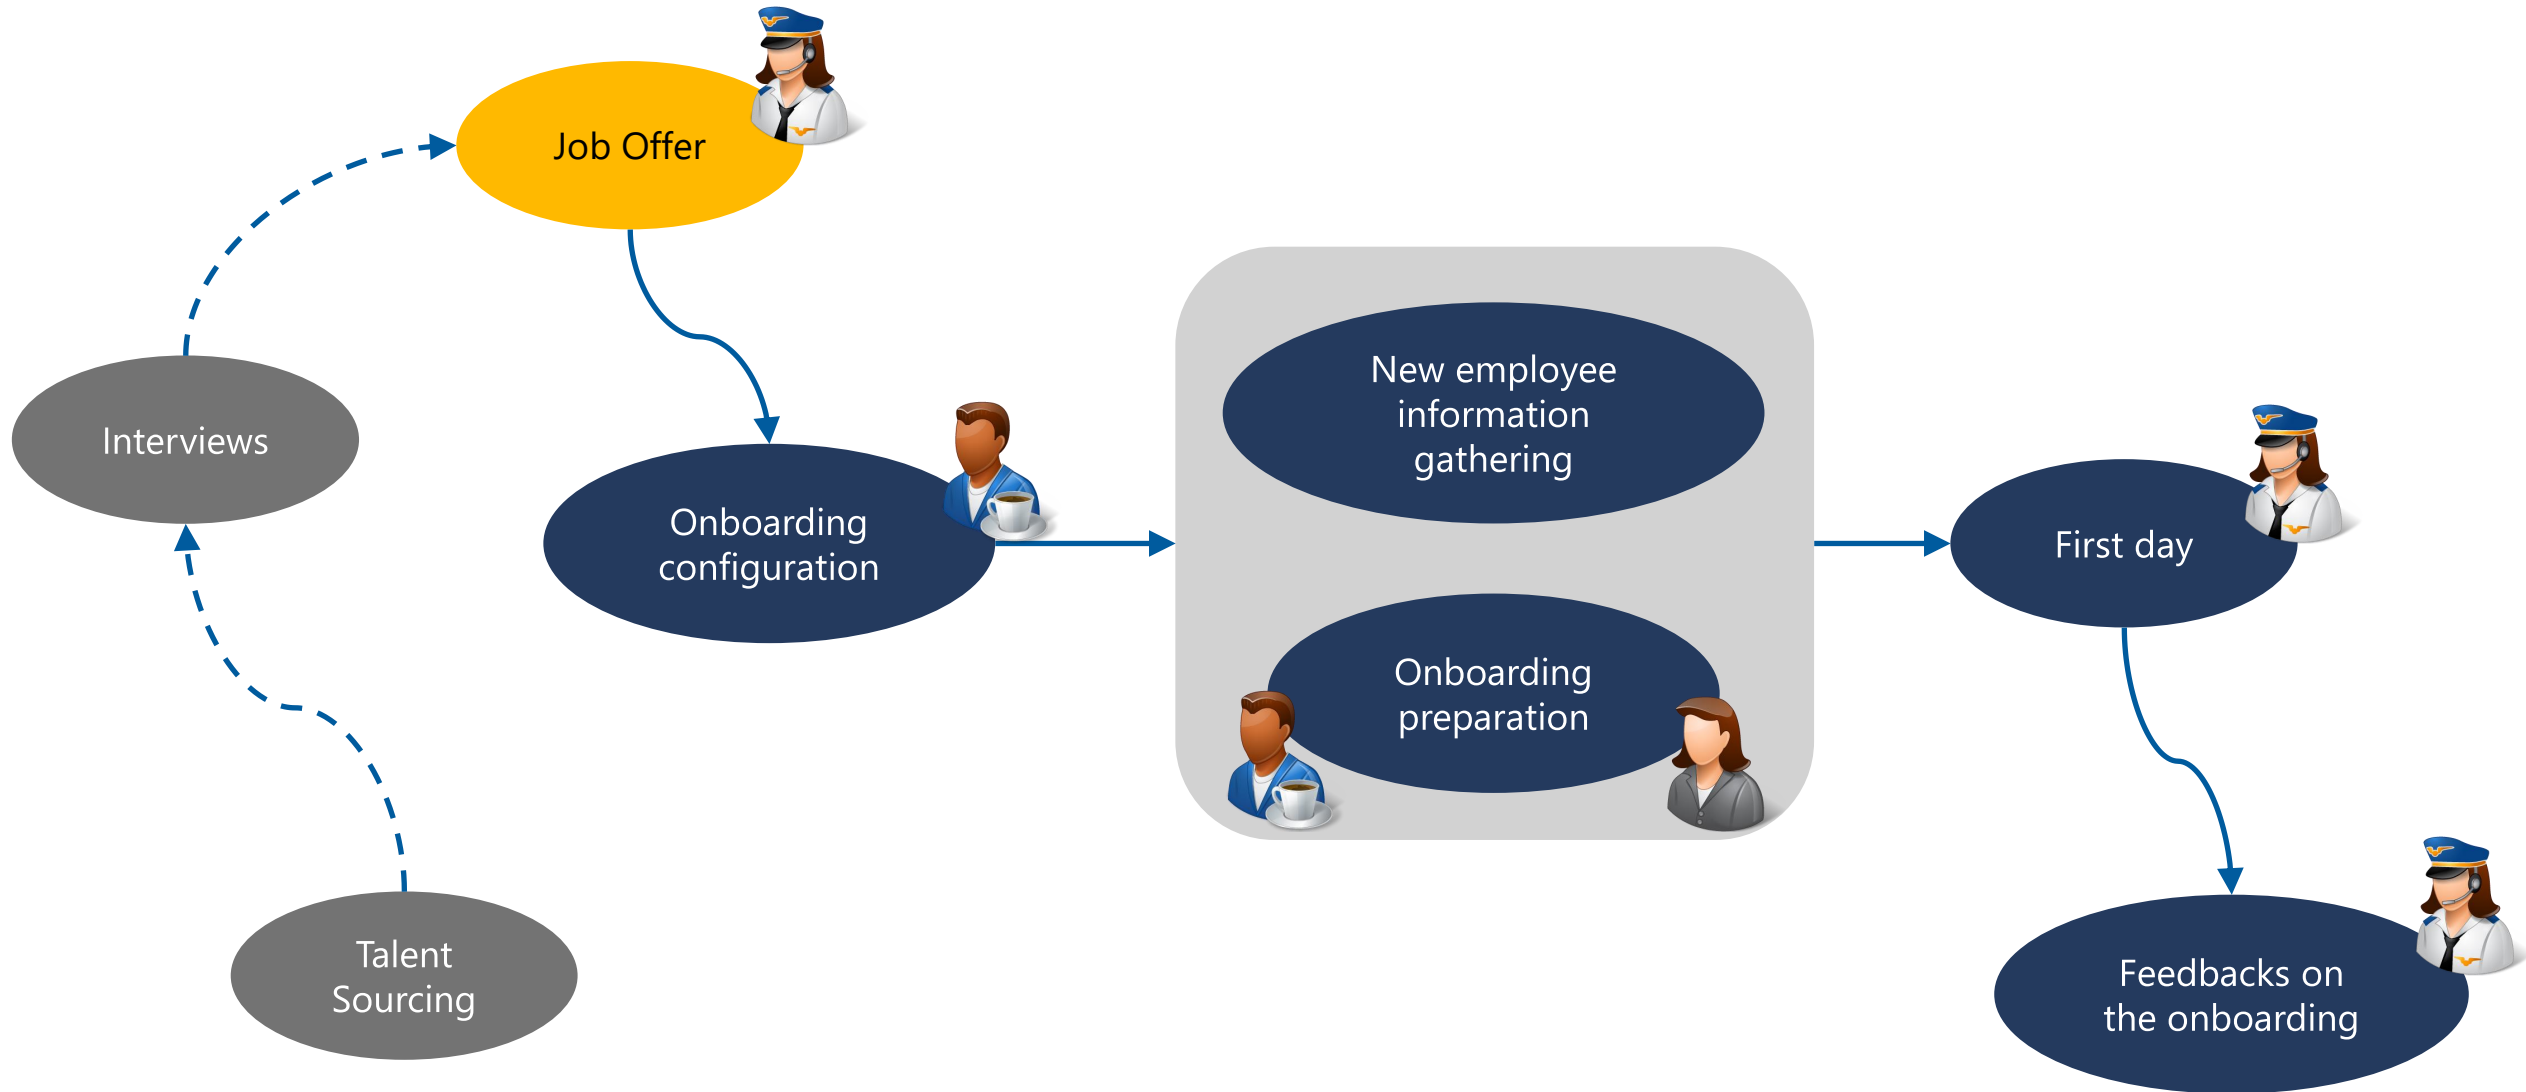 Job Offer
Interviews
Talent
Sourcing
Onboarding
configuration
New employee
information
gathering
Onboarding
preparation
First day
Feedbacks on
the onboarding